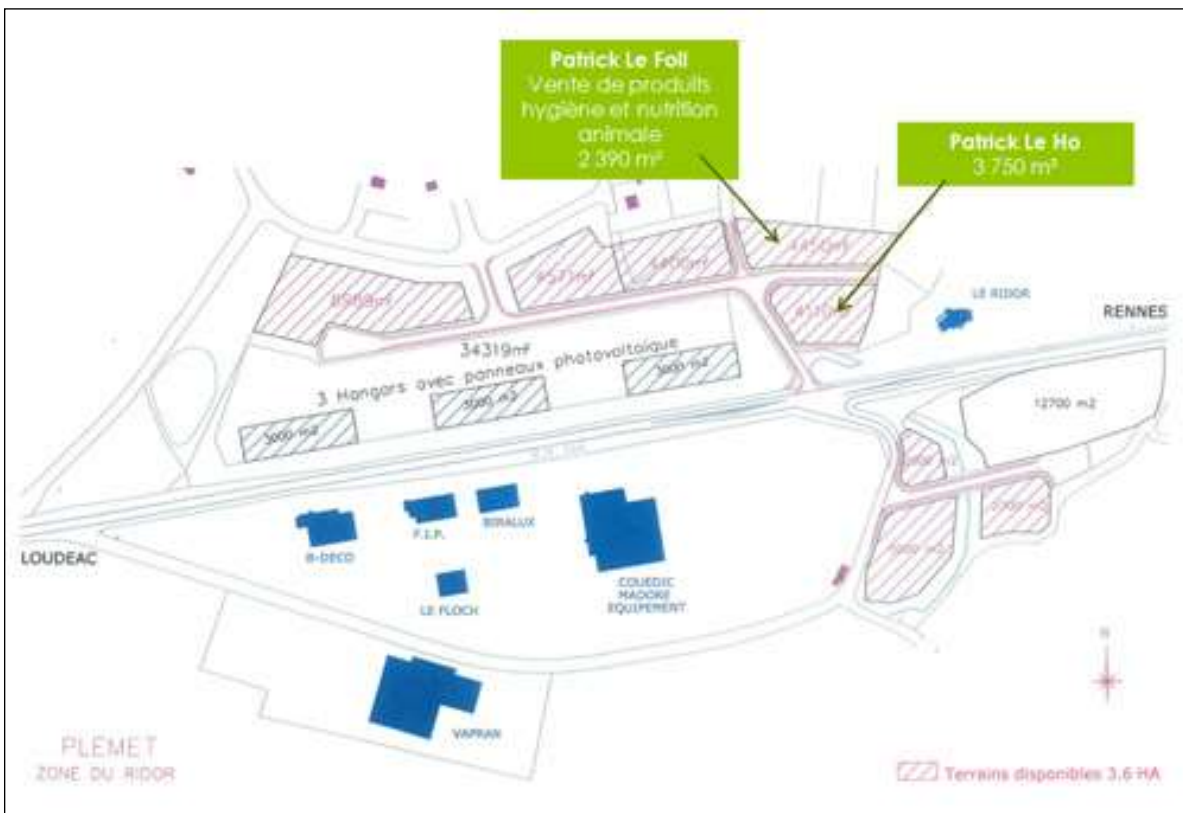 Patrick Le Foll
Vente de produits
hygiène et nutrition
animale
2 390 m²
Patrick Le Ho
3 750 m²
LE RIDOR
RENNES
34319m²
3 Hangars avec panneaux photovoltaïque
3000 m2
3000 m2
3000 m2
12700 m2
B-DECO
F.I.P.
LE FLOCH
COUEDIC
MADORE
EQUIPEMENT
LOUDEAC
VAPRAN
N
PLEMET
ZONE DU RIDOR
Terrains disponibles 3.6 HA